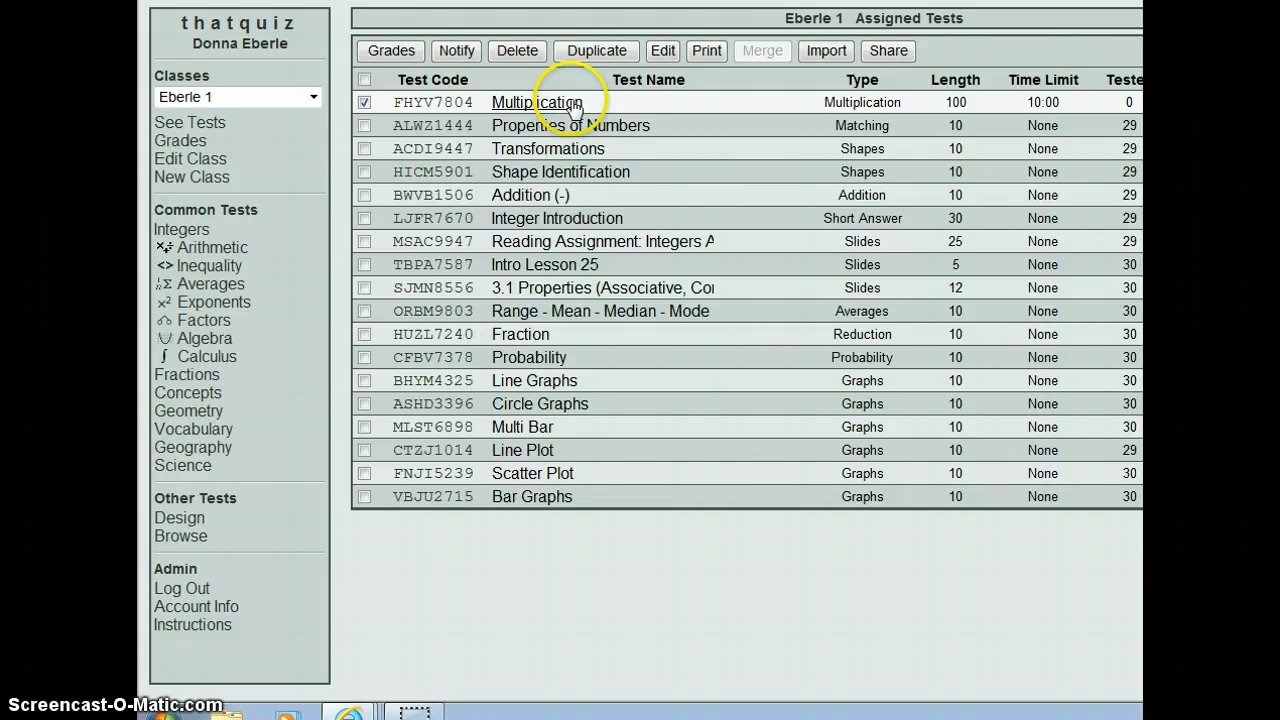 thatquiz
Donna Eberle
Classes
Eberle 1
See Tests
Grades
Edit Class
New Class
Common Tests
Integers
Arithmetic
<> Inequality
Averages
x² Exponents
Factors
Algebra
∫ Calculus
Fractions
Concepts
Geometry
Vocabulary
Geography
Science
Other Tests
Design
Browse
Admin
Log Out
Account Info
Instructions
Eberle 1 Assigned Tests
Grades Notify Delete Duplicate Edit Print Merge Import Share
Test Code Test Name Type Length Time Limit Teste
FHYV7804 Multiplication Multiplication 100 10:00 0
ALWZ1444 Properties of Numbers Matching 10 None 29
ACDI9447 Transformations Shapes 10 None 29
HICM5901 Shape Identification Shapes 10 None 29
BWVB1506 Addition (-) Addition 10 None 29
LJFR7670 Integer Introduction Short Answer 30 None 29
MSAC9947 Reading Assignment: Integers A Slides 25 None 29
TBPA7587 Intro Lesson 25 Slides 5 None 30
SJMN8556 3.1 Properties (Associative, Cor Slides 12 None 30
ORBM9803 Range - Mean - Median - Mode Averages 10 None 30
HUZL7240 Fraction Reduction 10 None 30
CFBV7378 Probability Probability 10 None 30
BHYM4325 Line Graphs Graphs 10 None 30
ASHD3396 Circle Graphs Graphs 10 None 30
MLST6898 Multi Bar Graphs 10 None 30
CTZJ1014 Line Plot Graphs 10 None 29
FNJI5239 Scatter Plot Graphs 10 None 30
VBJU2715 Bar Graphs Graphs 10 None 30
Screencast-O-Matic.com